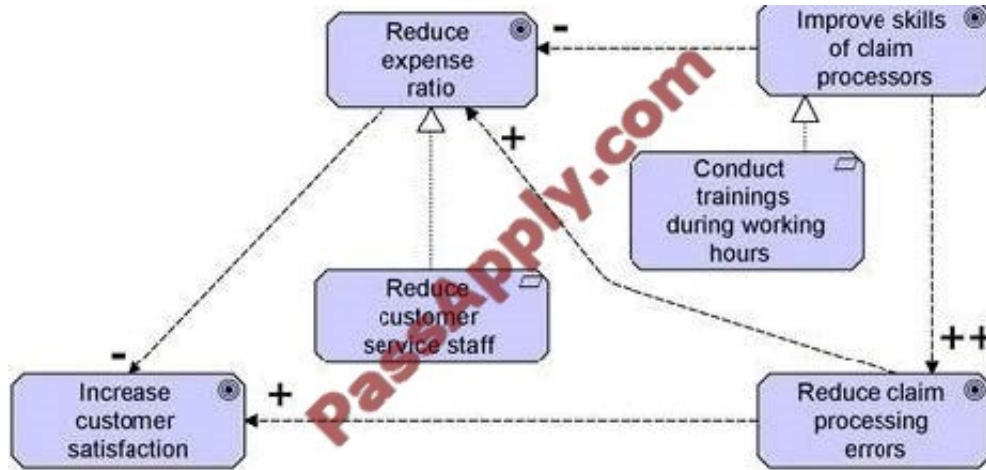 Reduce
expense
ratio
-
Improve skills
of claim
processors
+
Conduct
trainings
during working
hours
Reduce
customer
service staff
-
++
Increase
customer
satisfaction
+
Reduce claim
processing
errors
PassApply.com